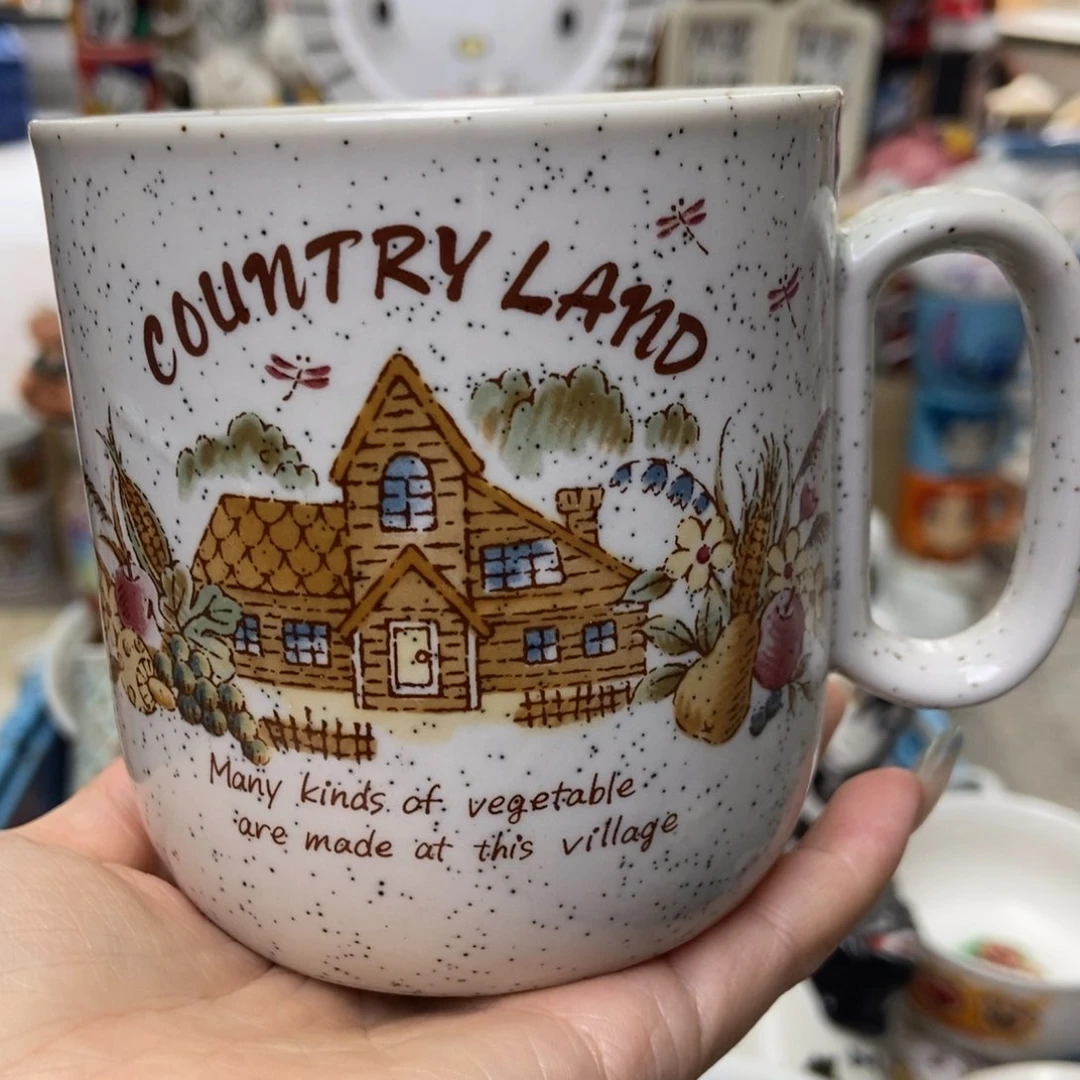 COUNTRY LAND
Many kinds of vegetable
are made at this village